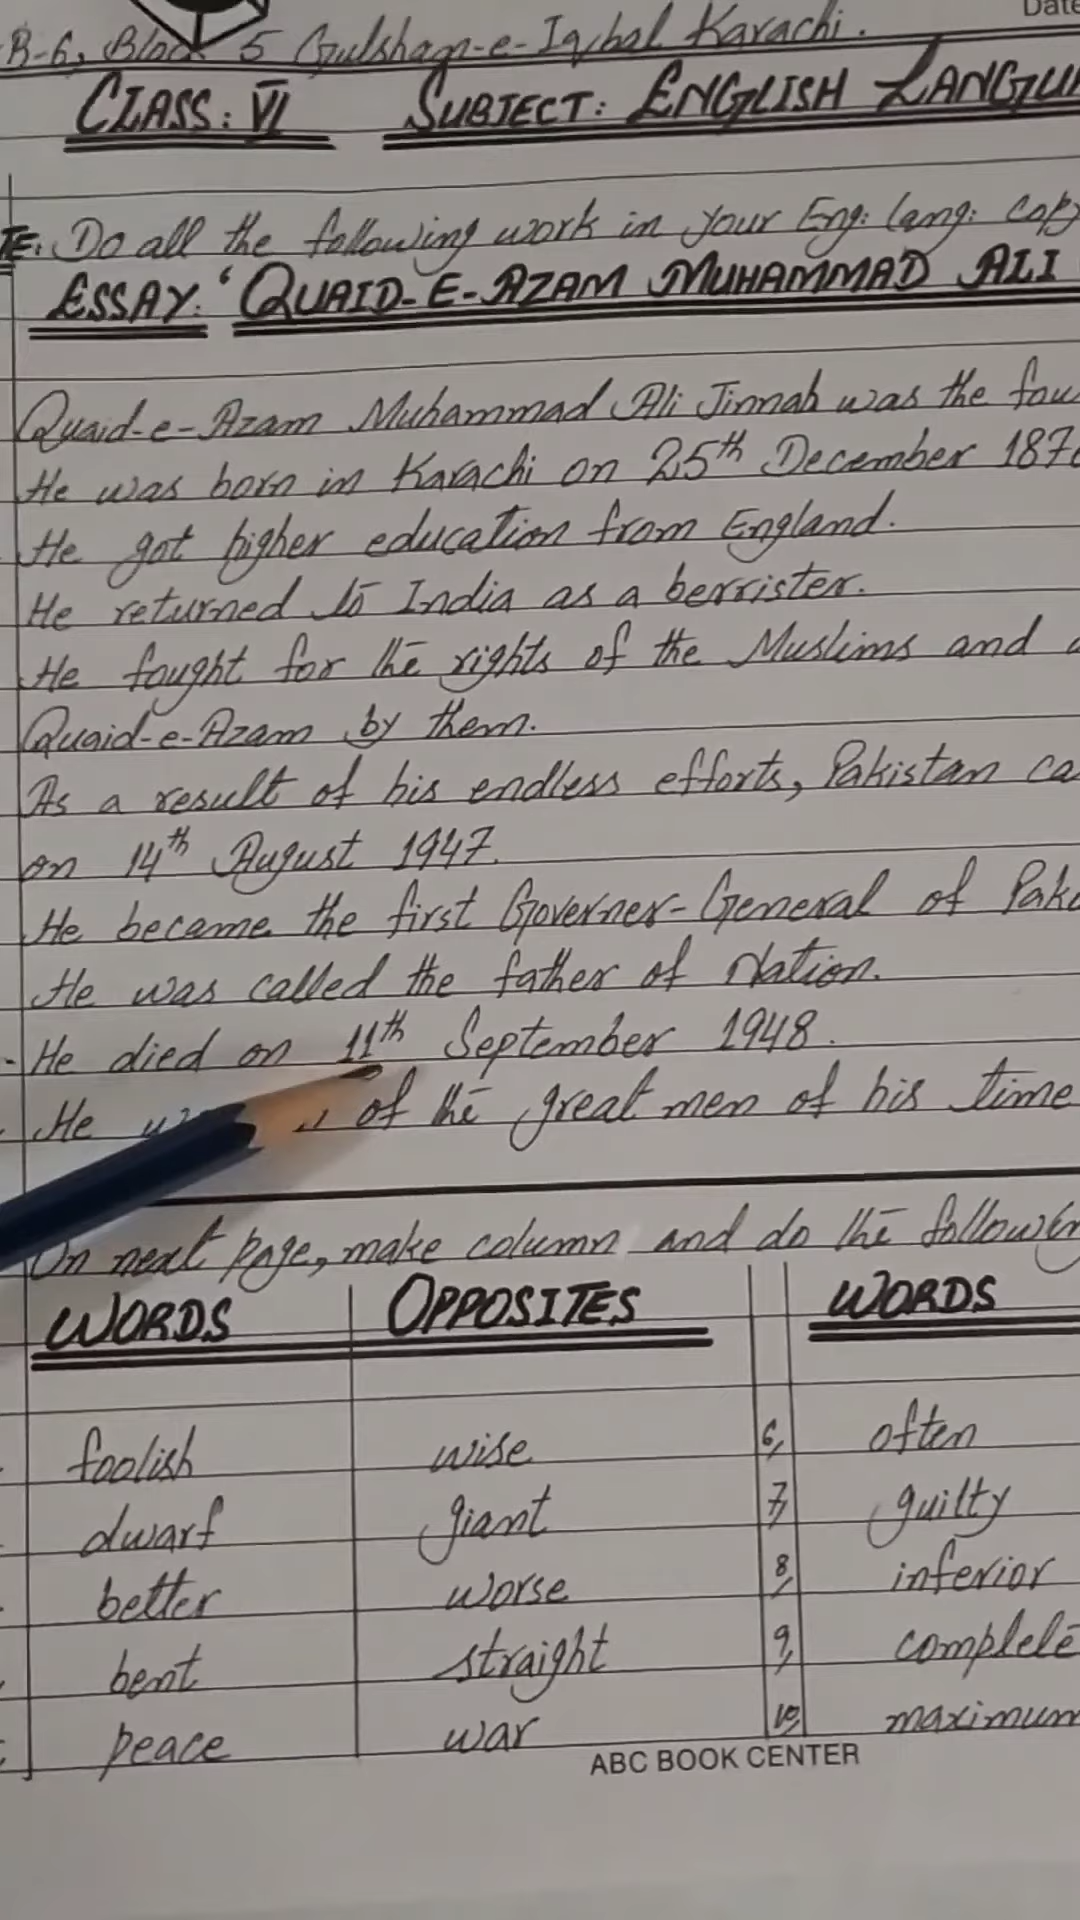 Date
R-6, Block 5 Gulshan-e-Iqbal Karachi.
CLASS: VI SUBJECT: ENGLISH LANGU
TE: Do all the following work in your Eng: lang: copy
ESSAY: 'QUAID-E-AZAM MUHAMMAD ALI
Quaid-e-Azam Muhammad Ali Jinnah was the fou
He was born in Karachi on 25th December 187
He got higher education from England.
He returned to India as a berrister.
He fought for the rights of the Muslims and
Quaid-e-Azam by them.
As a result of his endless efforts, Pakistan ca
on 14th August 1947.
He became the first Governer-General of Pak
He was called the father of Nation.
He died on 11th September 1948.
He of the great men of his time
On next page, make column and do the following
WORDS OPPOSITES WORDS
foolish wise 6, often
dwarf giant 7, guilty
better worse 8, inferior
bent straight 9, complete
peace war 10, maximum
ABC BOOK CENTER